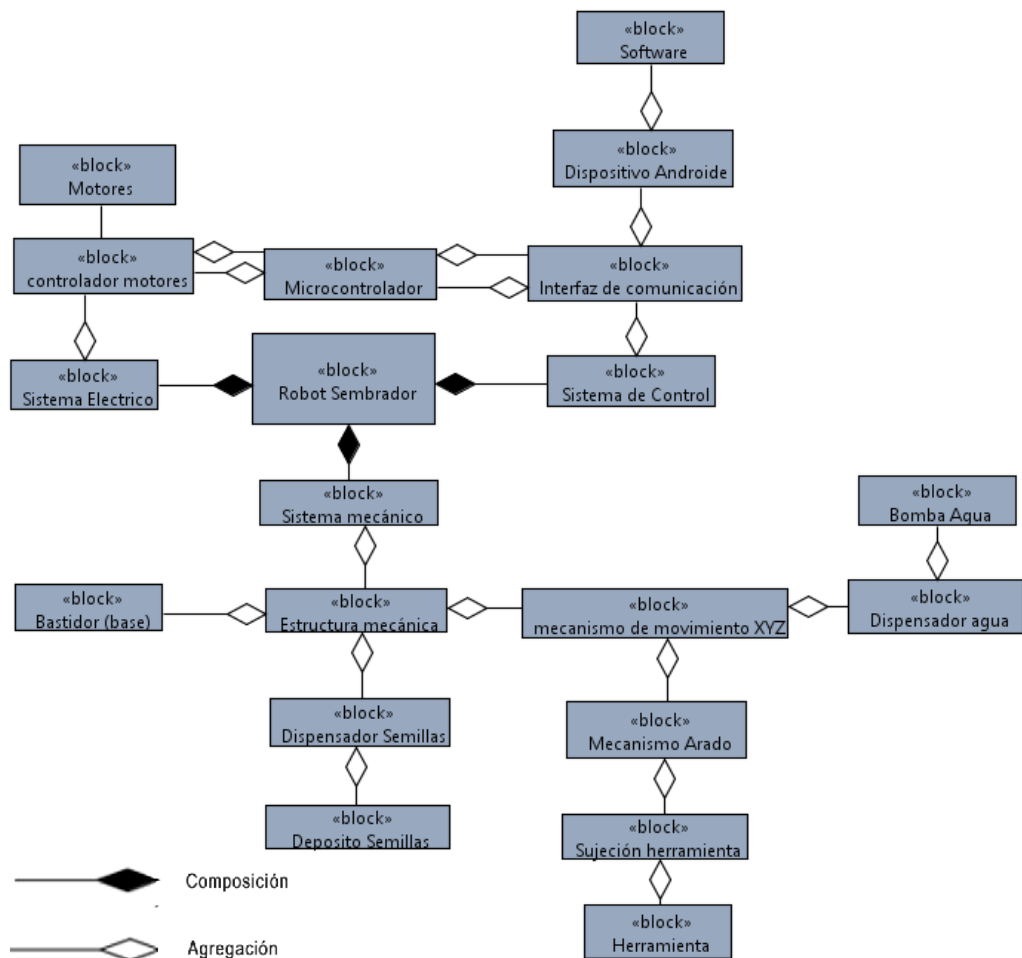 «block»
Software
«block»
Dispositivo Androide
«block»
Motores
«block»
controlador motores
«block»
Microcontrolador
«block»
Interfaz de comunicación
«block»
Sistema Electrico
«block»
Robot Sembrador
«block»
Sistema de Control
«block»
Sistema mecánico
«block»
Bomba Agua
«block»
Bastidor (base)
«block»
Estructura mecánica
«block»
mecanismo de movimiento XYZ
«block»
Dispensador agua
«block»
Dispensador Semillas
«block»
Mecanismo Arado
«block»
Deposito Semillas
«block»
Sujeción herramienta
«block»
Herramienta
Composición
Agregación